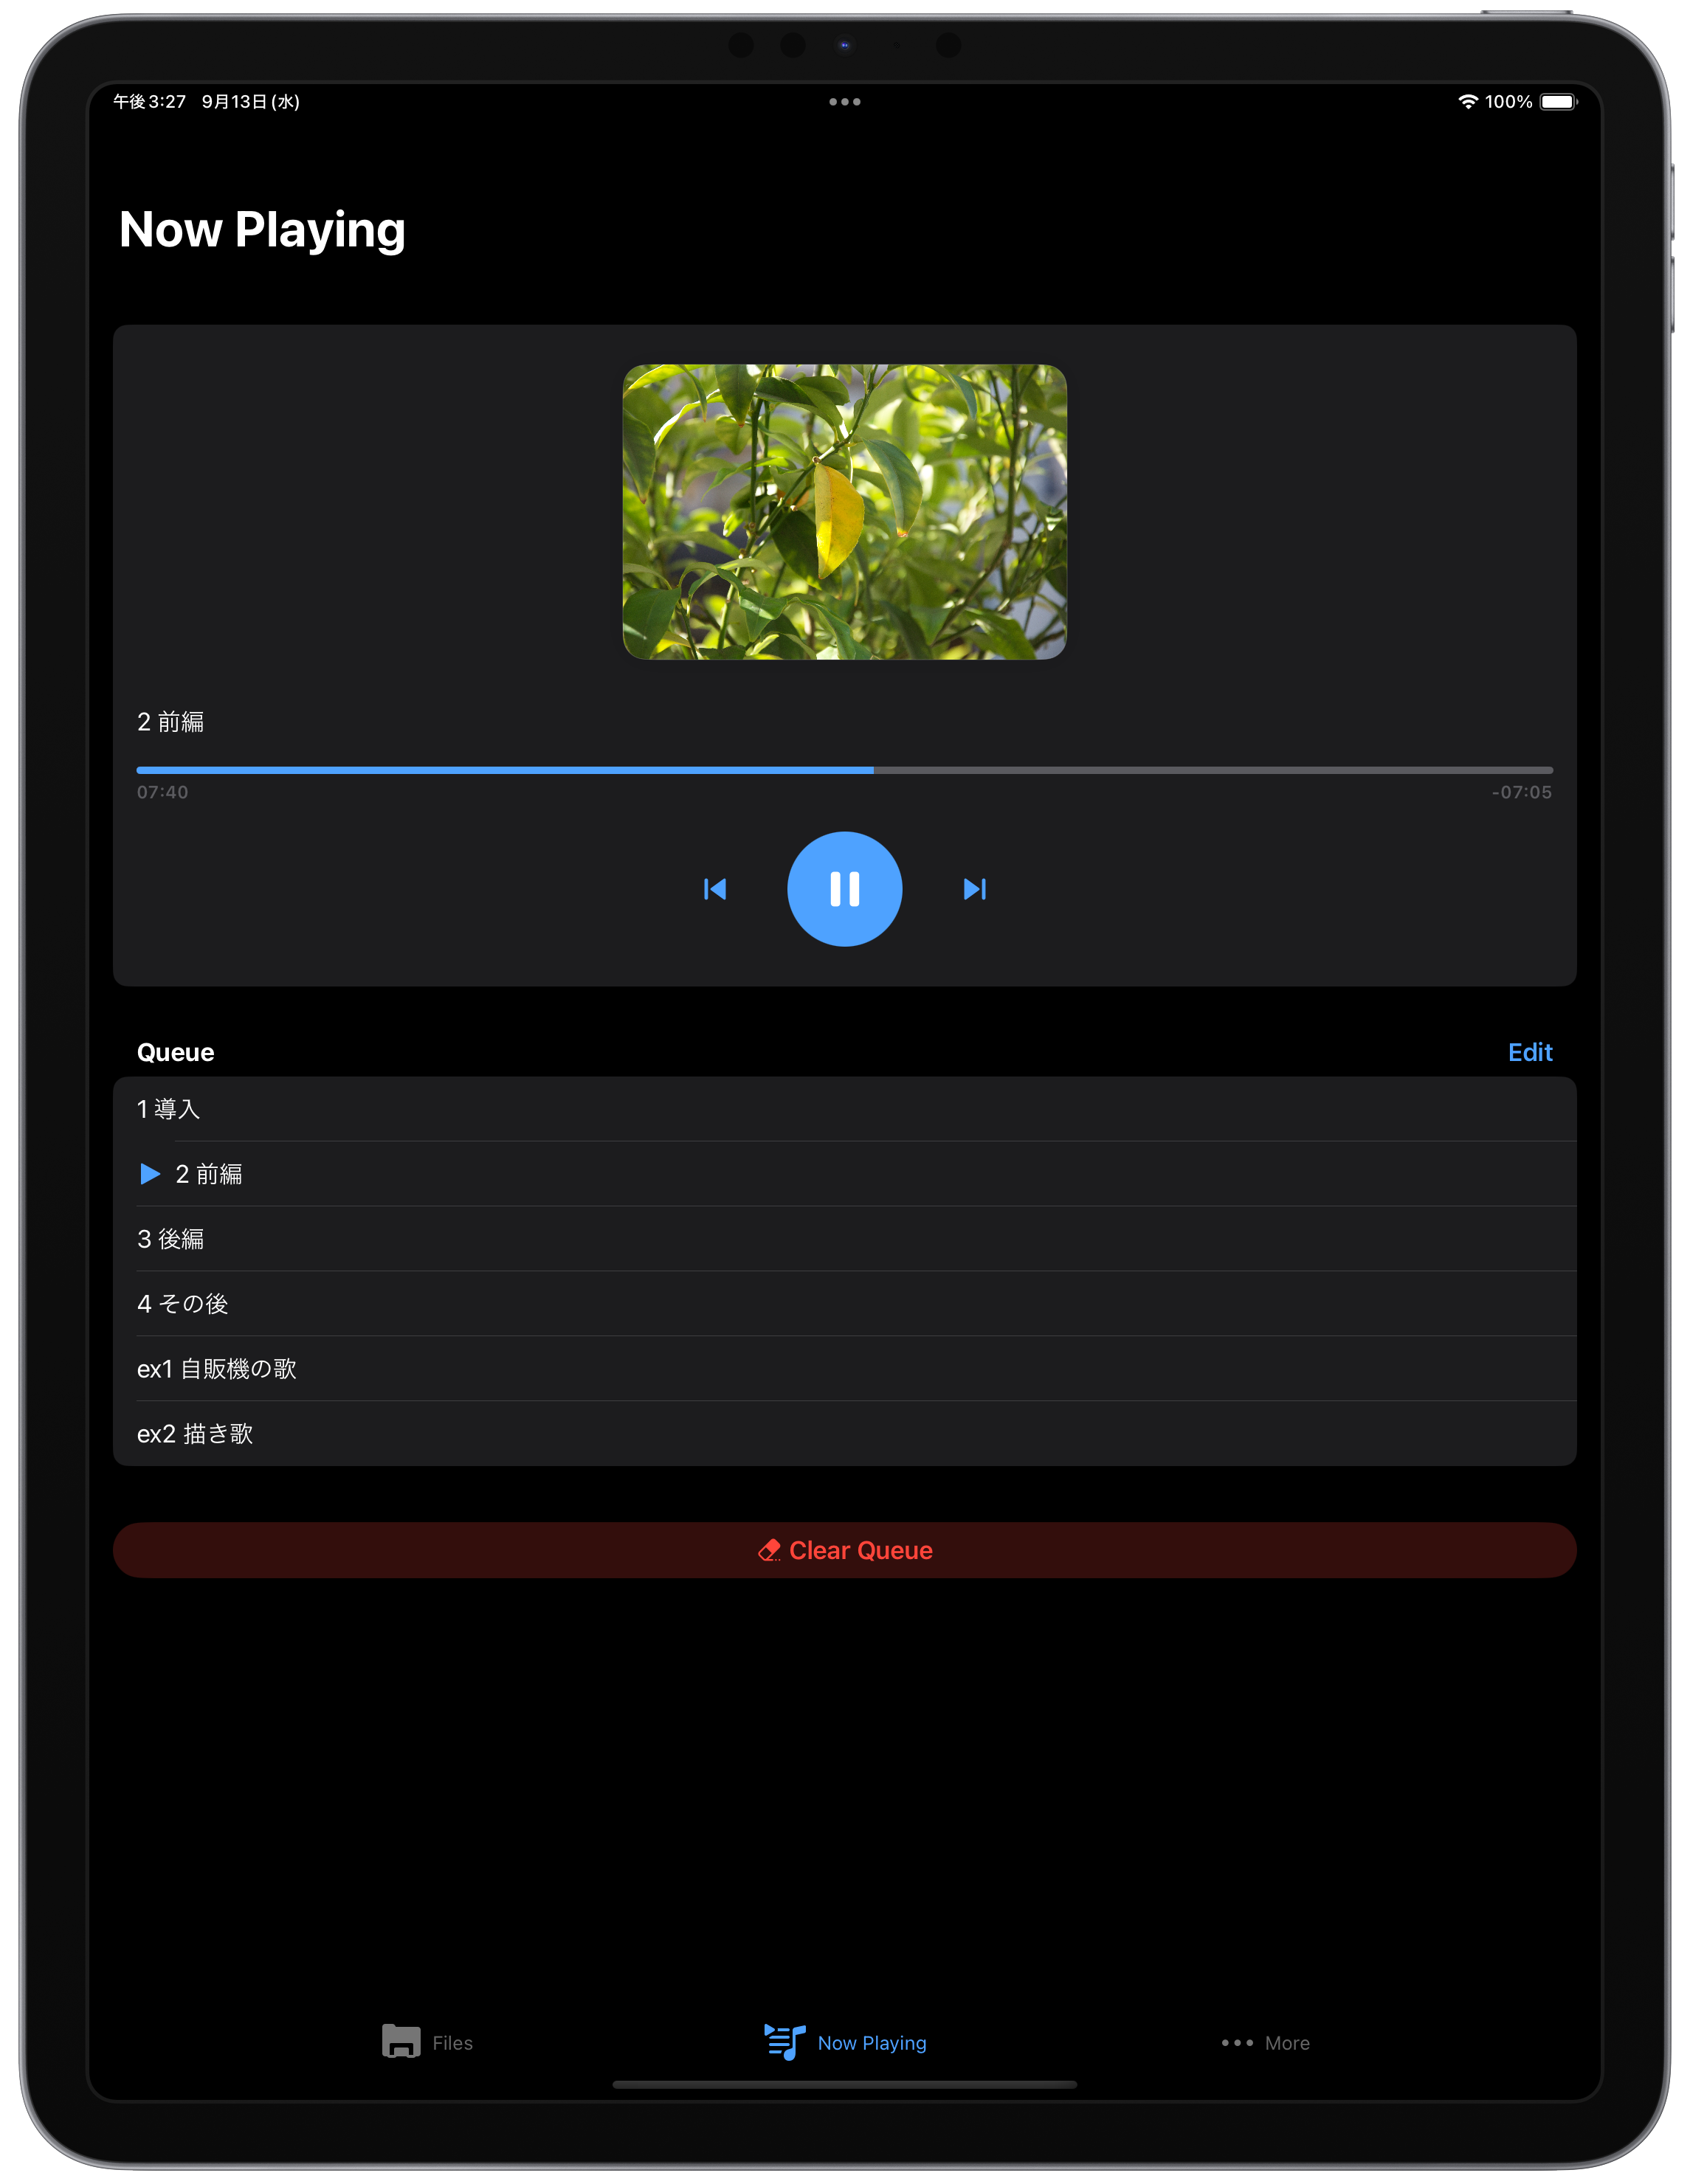 午後3:27 9月13日(水)
100%
Now Playing
2 前編
07:40
-07:05
Queue
Edit
1 導入
2 前編
3 後編
4 その後
ex1 自販機の歌
ex2 描き歌
Clear Queue
Files
Now Playing
More